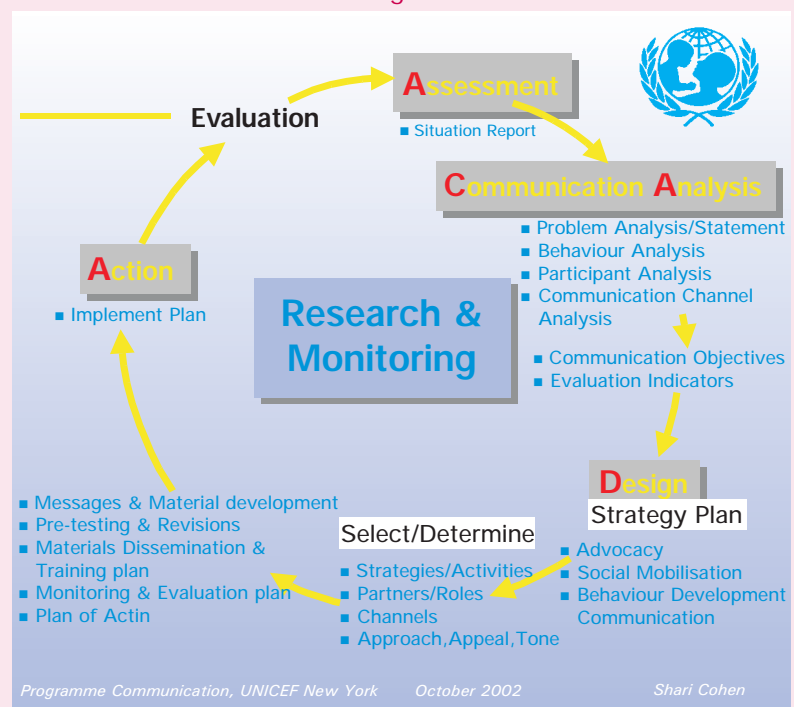 Assessment
Evaluation
■ Situation Report
Communication Analysis
■ Problem Analysis/Statement
■ Behaviour Analysis
■ Participant Analysis
■ Communication Channel
Analysis
Action
■ Implement Plan
Research &
Monitoring
■ Communication Objectives
■ Evaluation Indicators
Design
Strategy Plan
■ Advocacy
■ Social Mobilisation
■ Behaviour Development
Communication
Select/Determine
■ Strategies/Activities
■ Partners/Roles
■ Channels
■ Approach,Appeal,Tone
■ Messages & Material development
■ Pre-testing & Revisions
■ Materials Dissemination &
Training plan
■ Monitoring & Evaluation plan
■ Plan of Actin
Programme Communication, UNICEF New York October 2002 Shari Cohen